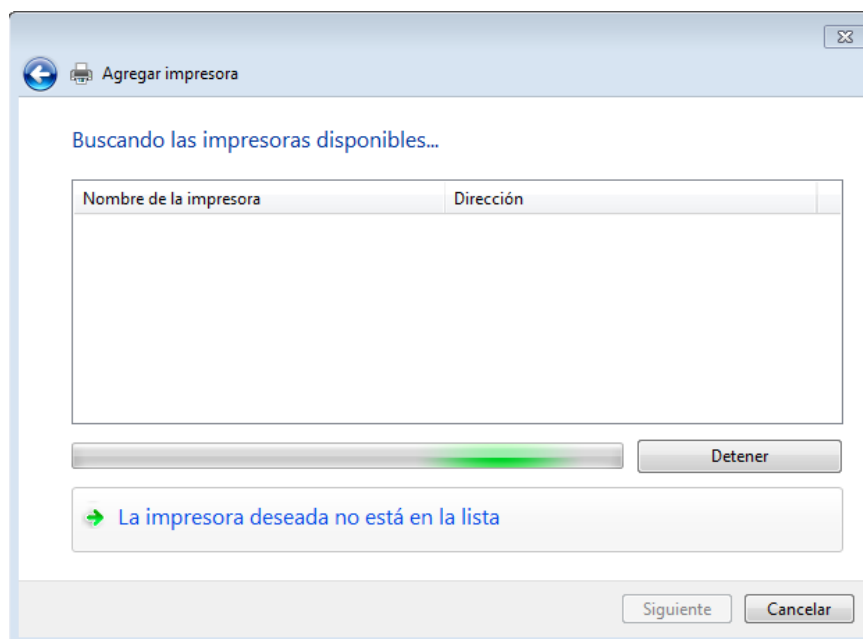 Agregar impresora
Buscando las impresoras disponibles...
Nombre de la impresora Dirección
Detener
La impresora deseada no está en la lista
Siguiente Cancelar